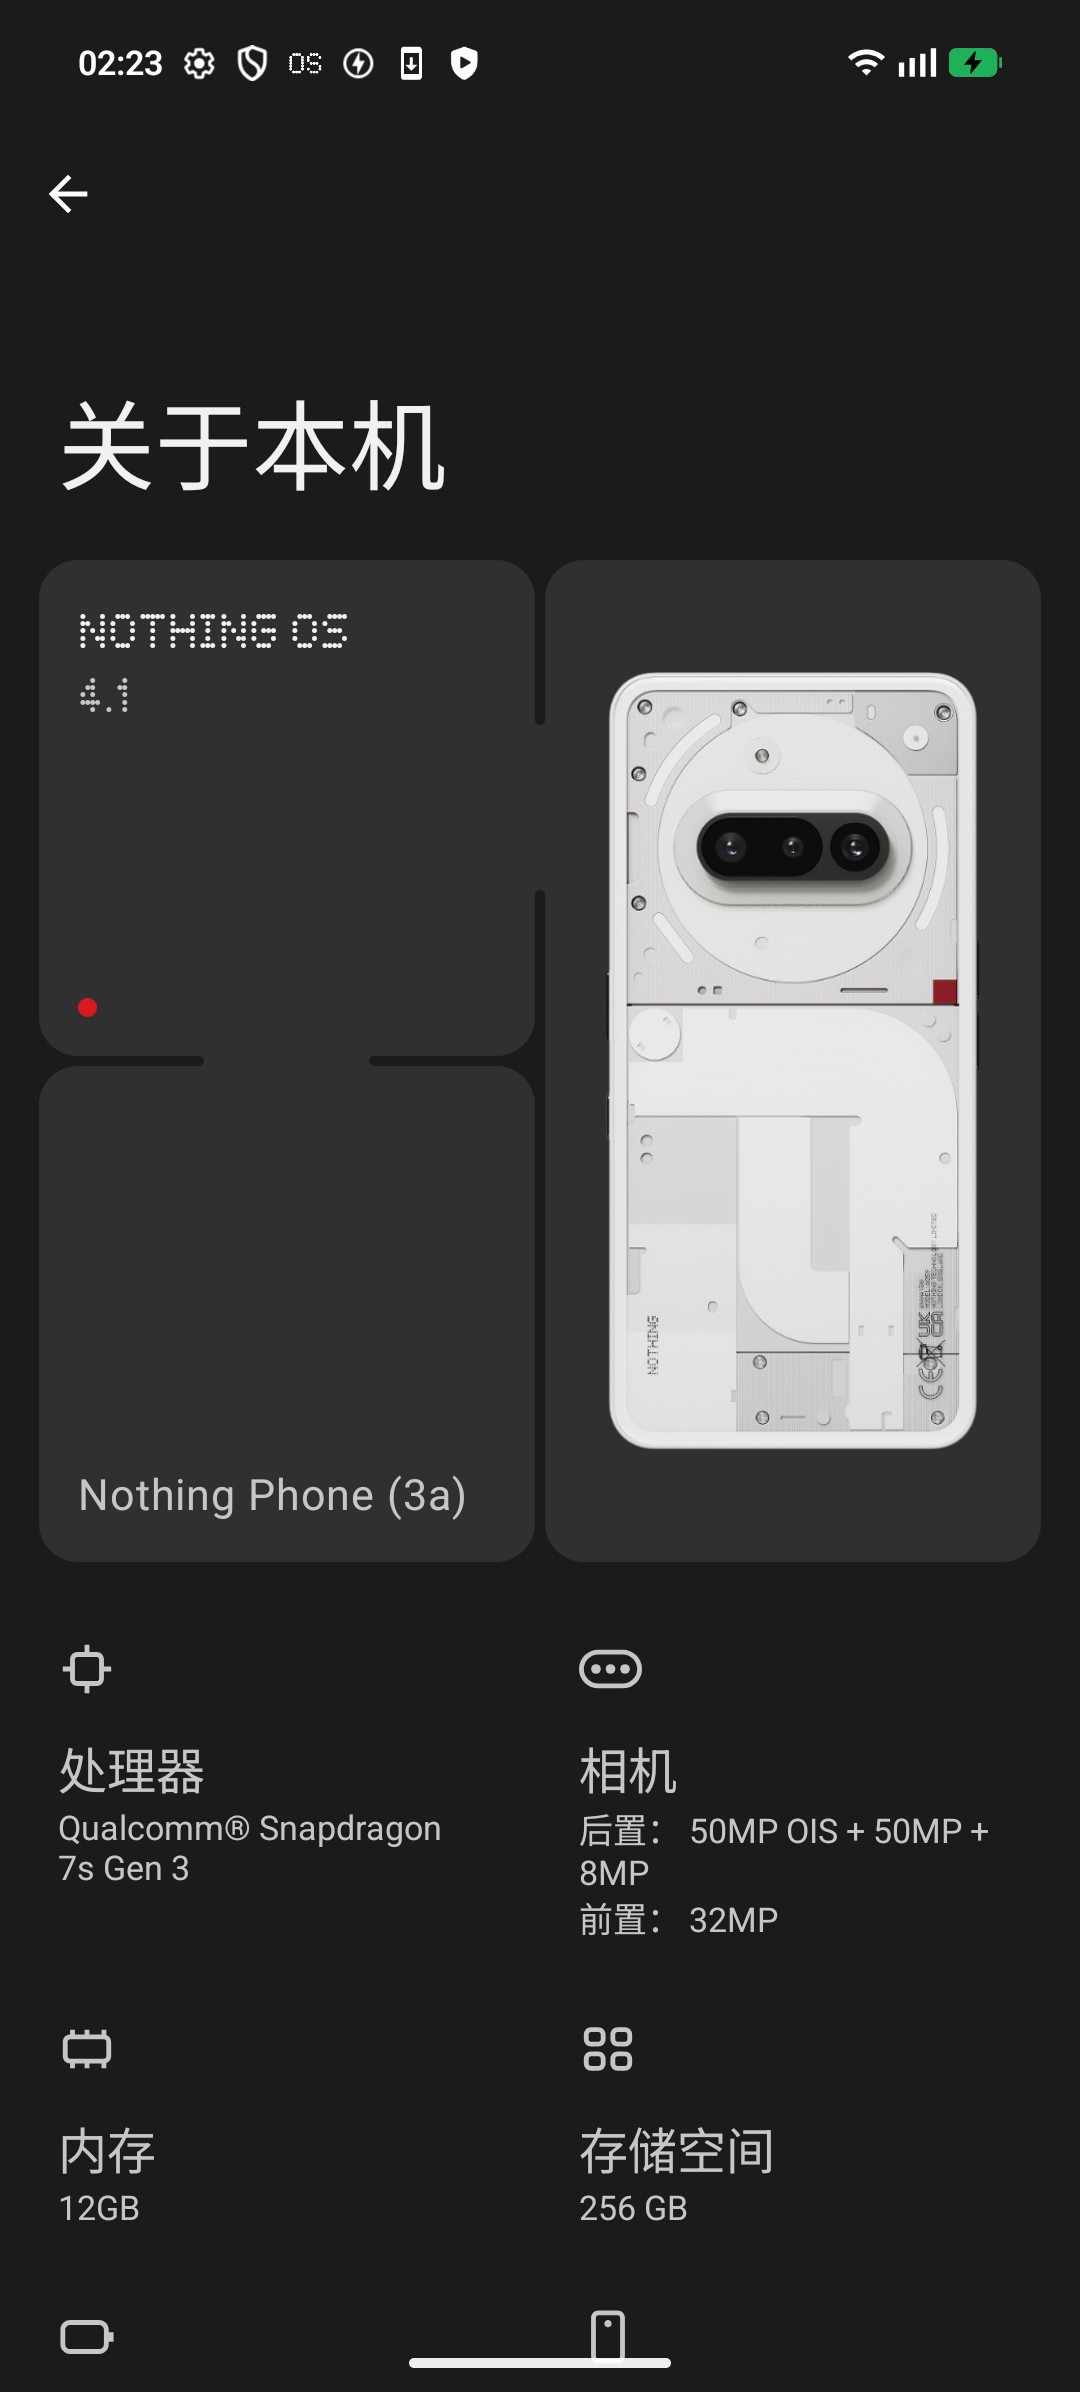 02:23
OS
关于本机
NOTHING OS
4.1
NOTHING
Nothing Phone (3a)
处理器
Qualcomm® Snapdragon
7s Gen 3
相机
后置： 50MP OIS + 50MP +
8MP
前置： 32MP
内存
12GB
存储空间
256 GB